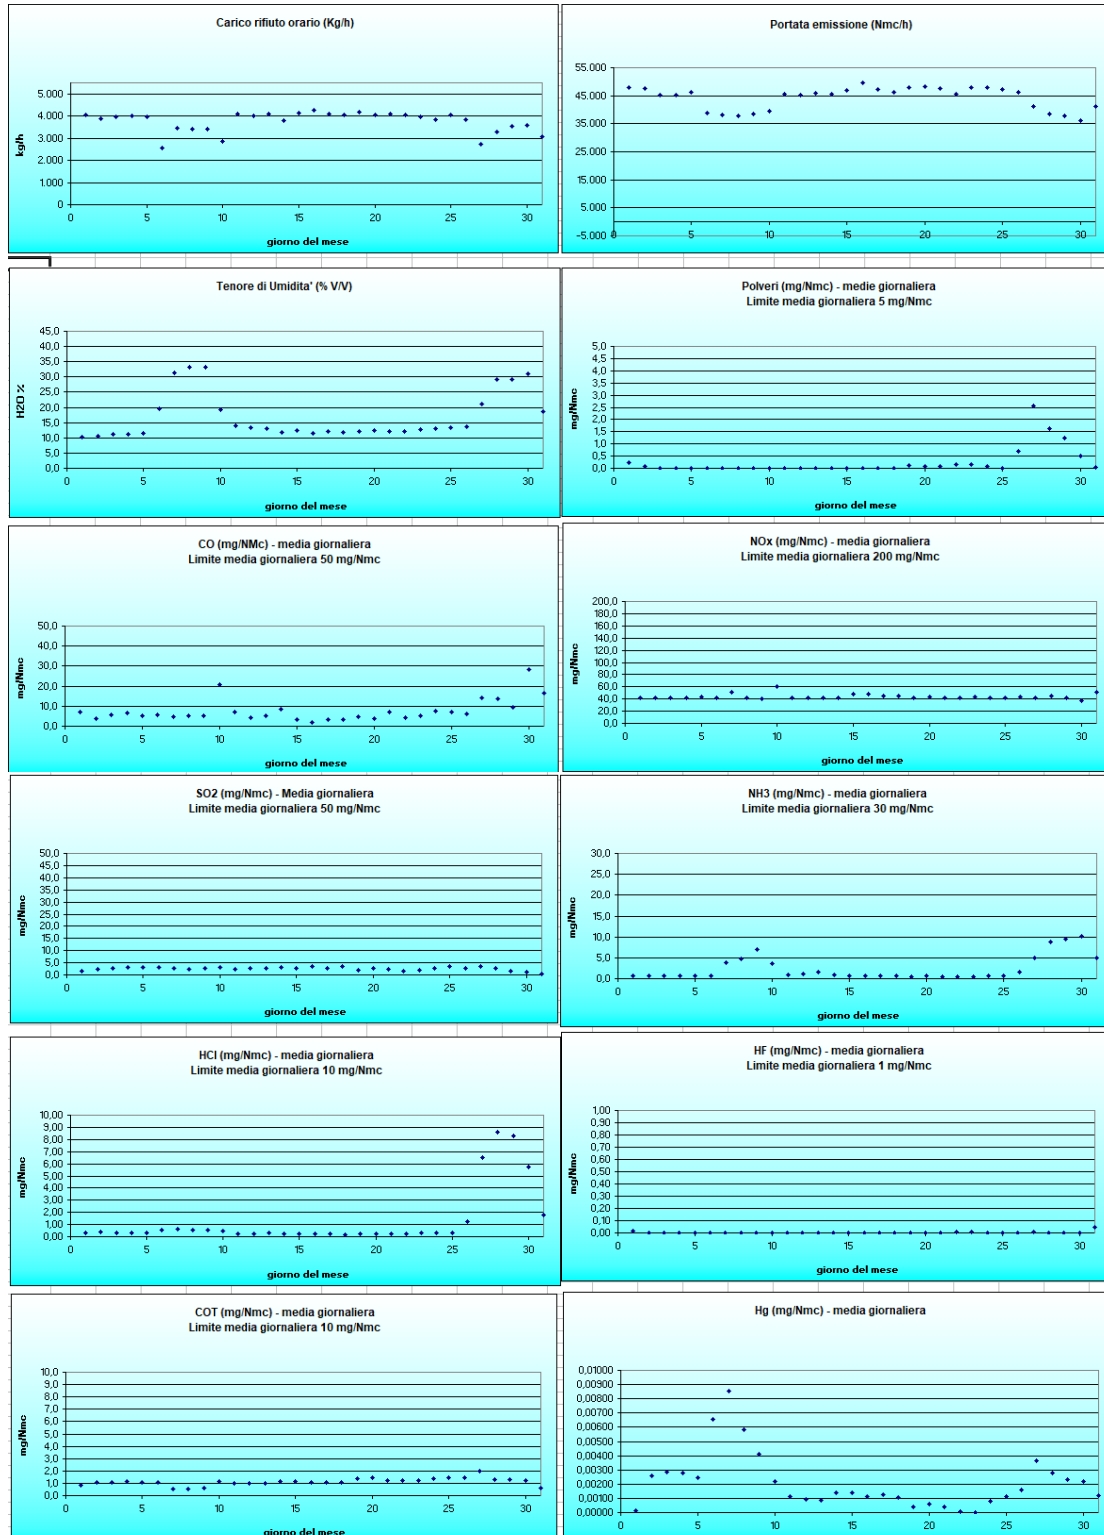 Carico rifiuto orario (Kg/h)
5.000
4.000
3.000
2.000
1.000
0
kg/h
0 5 10 15 20 25 30
giorno del mese
Portata emissione (Nmc/h)
55.000
45.000
35.000
25.000
15.000
5.000
-5.000
0 5 10 15 20 25 30
giorno del mese
Tenore di Umidita' (% V/V)
45,0
40,0
35,0
30,0
25,0
20,0
15,0
10,0
5,0
0,0
H2O %
0 5 10 15 20 25 30
giorno del mese
Polveri (mg/Nmc) - medie giornaliera
Limite media giornaliera 5 mg/Nmc
5,0
4,5
4,0
3,5
3,0
2,5
2,0
1,5
1,0
0,5
0,0
mg/Nmc
0 5 10 15 20 25 30
giorno del mese
CO (mg/NMc) - media giornaliera
Limite media giornaliera 50 mg/Nmc
50,0
40,0
30,0
20,0
10,0
0,0
mg/Nmc
0 5 10 15 20 25 30
giorno del mese
NOx (mg/Nmc) - media giornaliera
Limite media giornaliera 200 mg/Nmc
200,0
180,0
160,0
140,0
120,0
100,0
80,0
60,0
40,0
20,0
0,0
mg/Nmc
0 5 10 15 20 25 30
giorno del mese
SO2 (mg/Nmc) - Media giornaliera
Limite media giornaliera 50 mg/Nmc
50,0
45,0
40,0
35,0
30,0
25,0
20,0
15,0
10,0
5,0
0,0
mg/Nmc
0 5 10 15 20 25 30
giorno del mese
NH3 (mg/Nmc) - media giornaliera
Limite media giornaliera 30 mg/Nmc
30,0
25,0
20,0
15,0
10,0
5,0
0,0
mg/Nmc
0 5 10 15 20 25 30
giorno del mese
HCl (mg/Nmc) - media giornaliera
Limite media giornaliera 10 mg/Nmc
10,00
9,00
8,00
7,00
6,00
5,00
4,00
3,00
2,00
1,00
0,00
mg/Nmc
0 5 10 15 20 25 30
giorno del mese
HF (mg/Nmc) - media giornaliera
Limite media giornaliera 1 mg/Nmc
1,00
0,90
0,80
0,70
0,60
0,50
0,40
0,30
0,20
0,10
0,00
mg/Nmc
0 5 10 15 20 25 30
giorno del mese
COT (mg/Nmc) - media giornaliera
Limite media giornaliera 10 mg/Nmc
10,0
9,0
8,0
7,0
6,0
5,0
4,0
3,0
2,0
1,0
0,0
mg/Nmc
0 5 10 15 20 25 30
giorno del mese
Hg (mg/Nmc) - media giornaliera
0,01000
0,00900
0,00800
0,00700
0,00600
0,00500
0,00400
0,00300
0,00200
0,00100
0,00000
mg/Nmc
0 5 10 15 20 25 30
giorno del mese